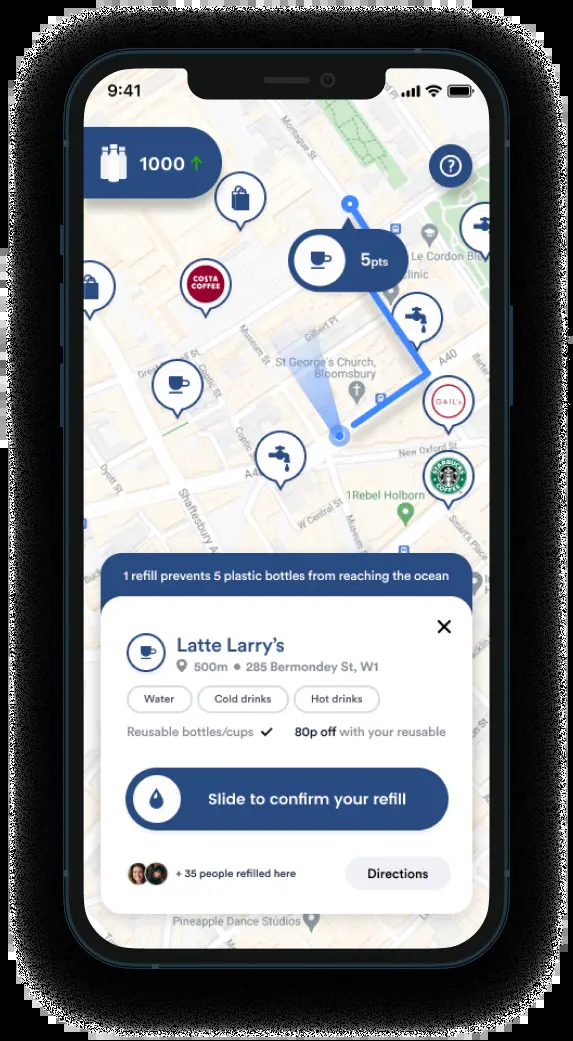 9:41
1000
?
Montague St
Le Cordon Ble
5pts
clinic
COSTA
COFFEE
Gilbert Pl
Museum St
A40
St George's Church,
Bloomsbury
Coptic St
GAIL's
New Oxford St
STARBUCKS
COFFEE
A4
Dyott St
1Rebel Holborn
Shaftesbury A
W Central St
Museum S
Smart's Place
1 refill prevents 5 plastic bottles from reaching the ocean
Latte Larry's
500m • 285 Bermondey St, W1
Water Cold drinks Hot drinks
Reusable bottles/cups ✓ 80p off with your reusable
Slide to confirm your refill
+ 35 people refilled here Directions
Pineapple Dance Studios